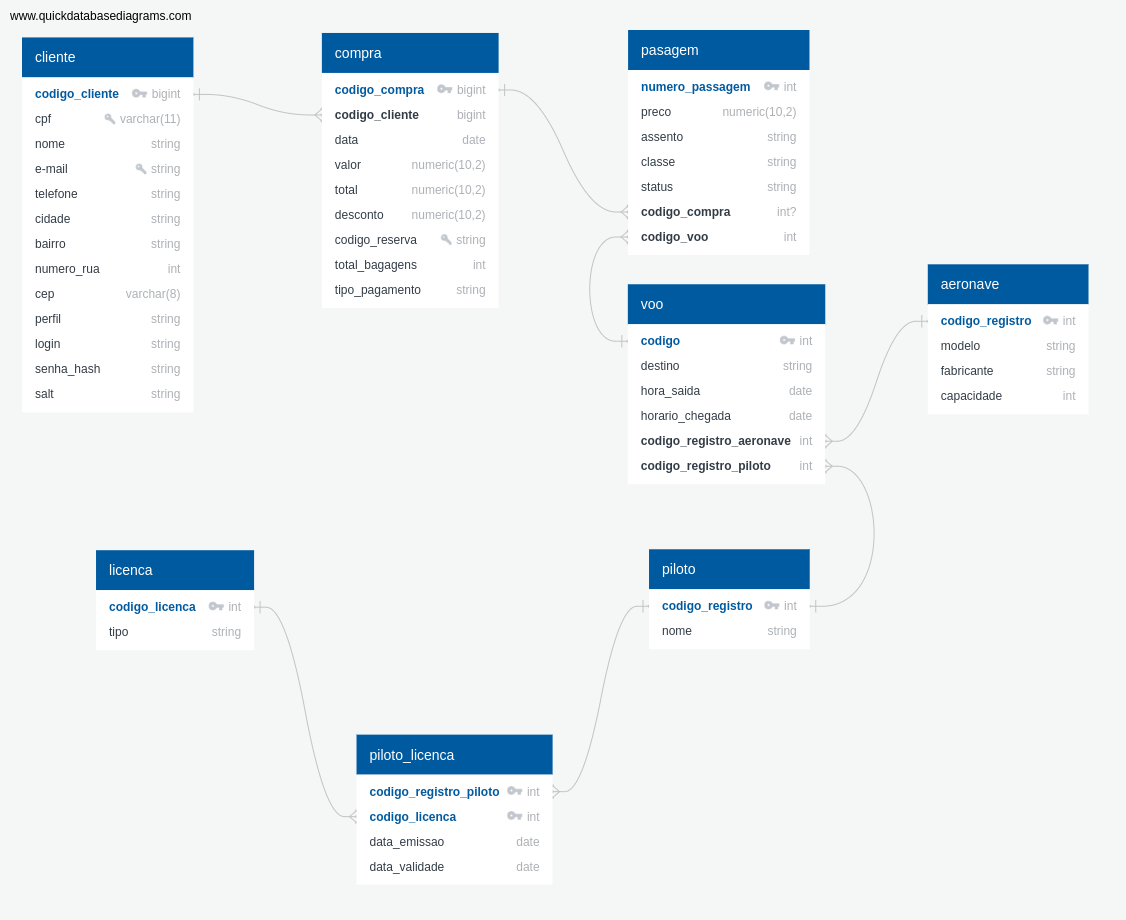 www.quickdatabasediagrams.com
cliente
codigo_cliente bigint
cpf varchar(11)
nome string
e-mail string
telefone string
cidade string
bairro string
numero_rua int
cep varchar(8)
perfil string
login string
senha_hash string
salt string
compra
codigo_compra bigint
codigo_cliente bigint
data date
valor numeric(10,2)
total numeric(10,2)
desconto numeric(10,2)
codigo_reserva string
total_bagagens int
tipo_pagamento string
pasagem
numero_passagem int
preco numeric(10,2)
assento string
classe string
status string
codigo_compra int?
codigo_voo int
voo
codigo int
destino string
hora_saida date
horario_chegada date
codigo_registro_aeronave int
codigo_registro_piloto int
aeronave
codigo_registro int
modelo string
fabricante string
capacidade int
licenca
codigo_licenca int
tipo string
piloto
codigo_registro int
nome string
piloto_licenca
codigo_registro_piloto int
codigo_licenca int
data_emissao date
data_validade date